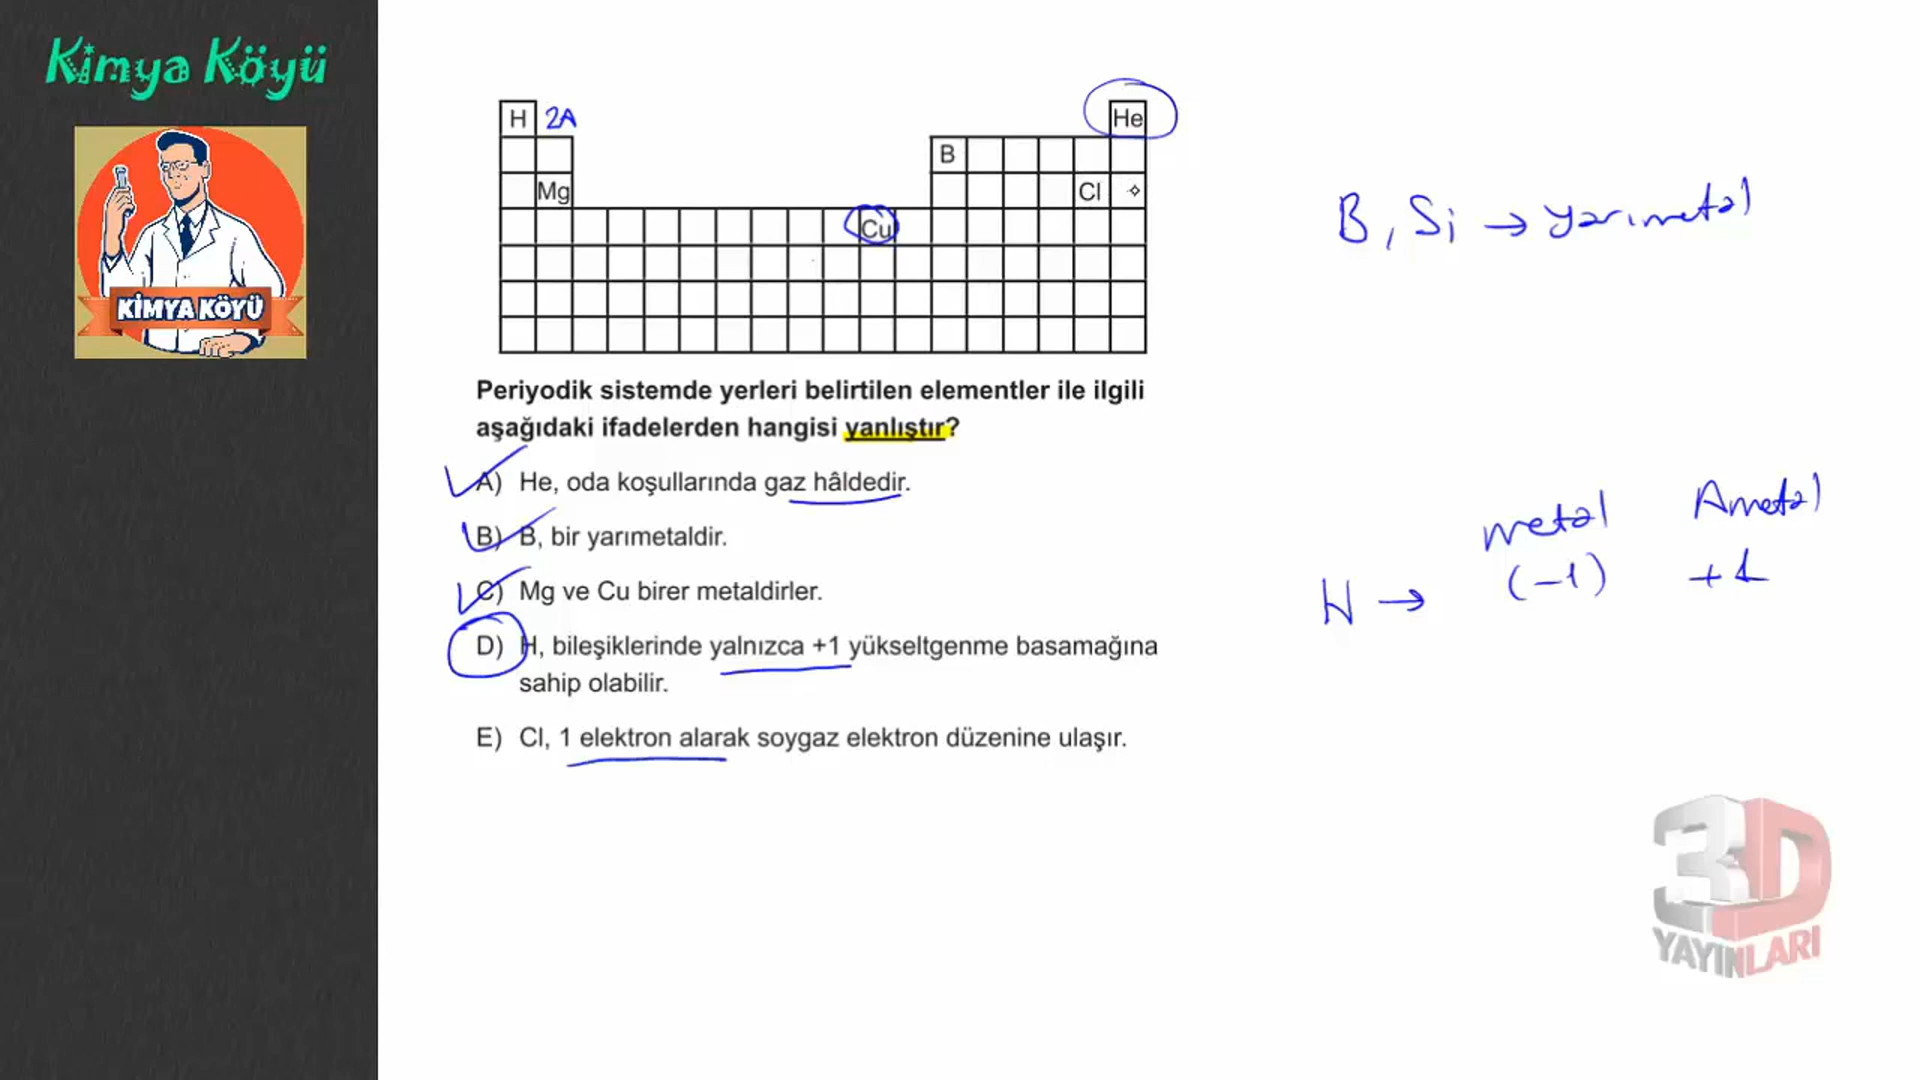 Kimya Köyü
KİMYA KÖYÜ
H 2A He
B
Mg Cl
Cu
B, Si → yarımetal
Periyodik sistemde yerleri belirtilen elementler ile ilgili
aşağıdaki ifadelerden hangisi yanlıştır?
A) He, oda koşullarında gaz hâldedir.
B) B, bir yarımetaldir.
C) Mg ve Cu birer metaldirler.
D) H, bileşiklerinde yalnızca +1 yükseltgenme basamağına
sahip olabilir.
E) Cl, 1 elektron alarak soygaz elektron düzenine ulaşır.
metal Ametal
H → (-1) +1
3D
YAYINLARI